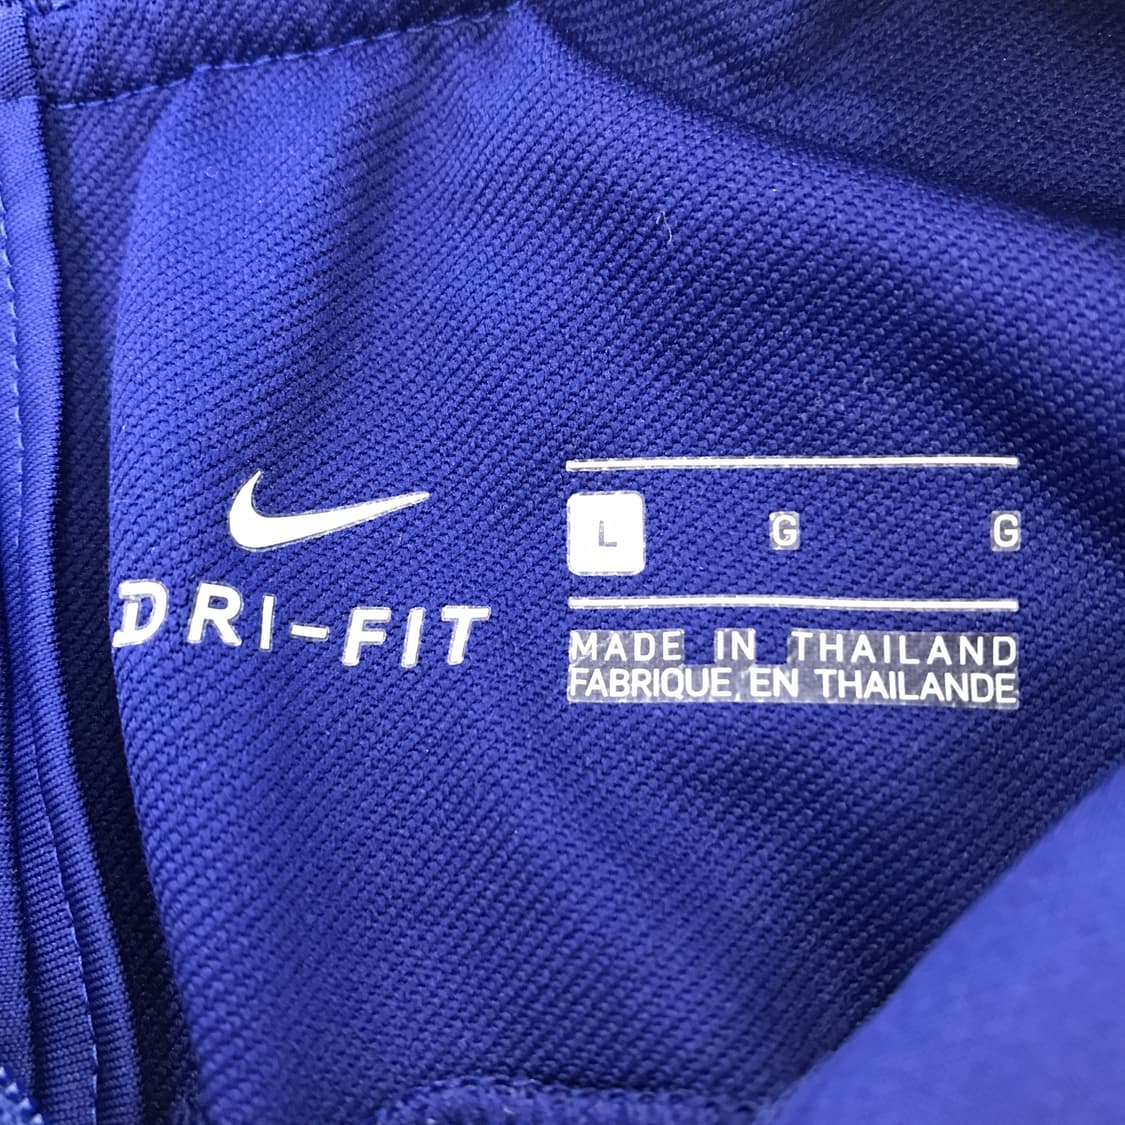 DRI-FIT
L G G
MADE IN THAILAND
FABRIQUE EN THAILANDE